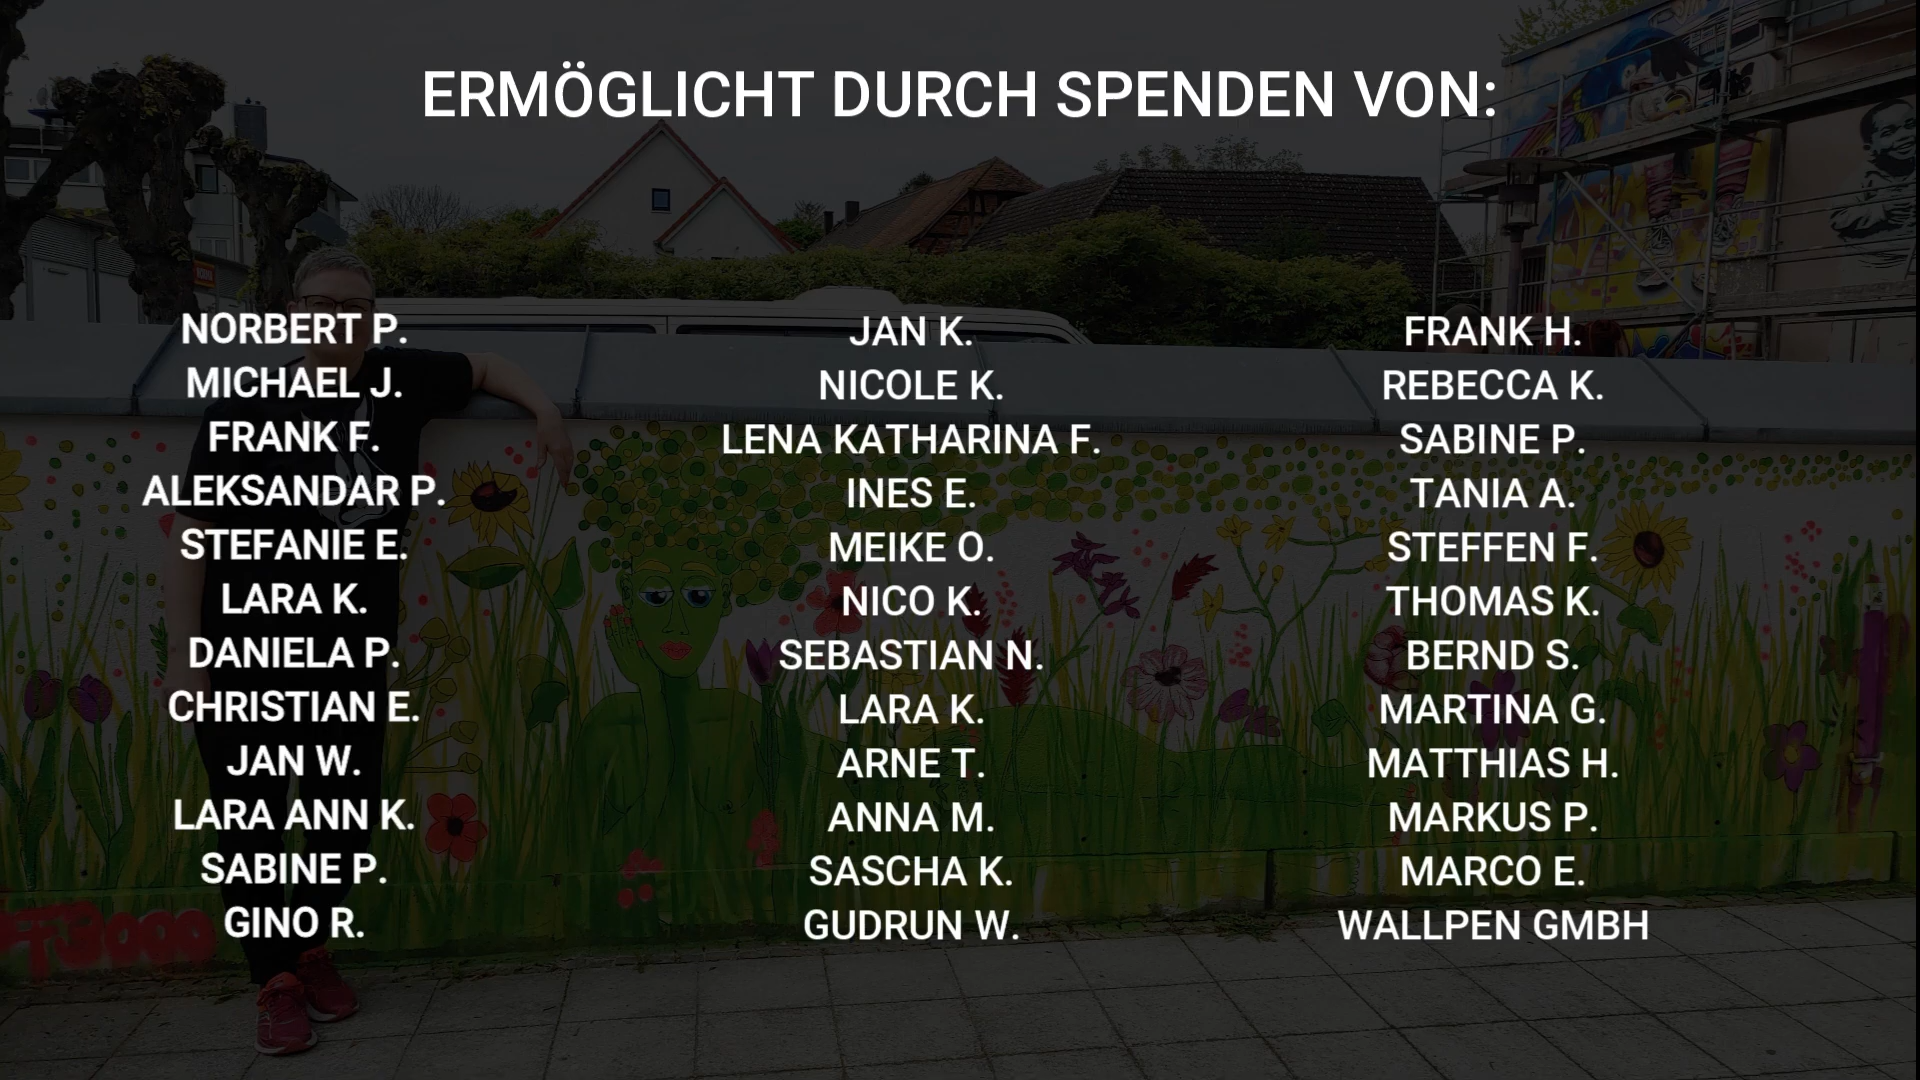 ERMÖGLICHT DURCH SPENDEN VON:
NORBERT P.
MICHAEL J.
FRANK F.
ALEKSANDAR P.
STEFANIE E.
LARA K.
DANIELA P.
CHRISTIAN E.
JAN W.
LARA ANN K.
SABINE P.
GINO R.
JAN K.
NICOLE K.
LENA KATHARINA F.
INES E.
MEIKE O.
NICO K.
SEBASTIAN N.
LARA K.
ARNE T.
ANNA M.
SASCHA K.
GUDRUN W.
FRANK H.
REBECCA K.
SABINE P.
TANIA A.
STEFFEN F.
THOMAS K.
BERND S.
MARTINA G.
MATTHIAS H.
MARKUS P.
MARCO E.
WALLPEN GMBH